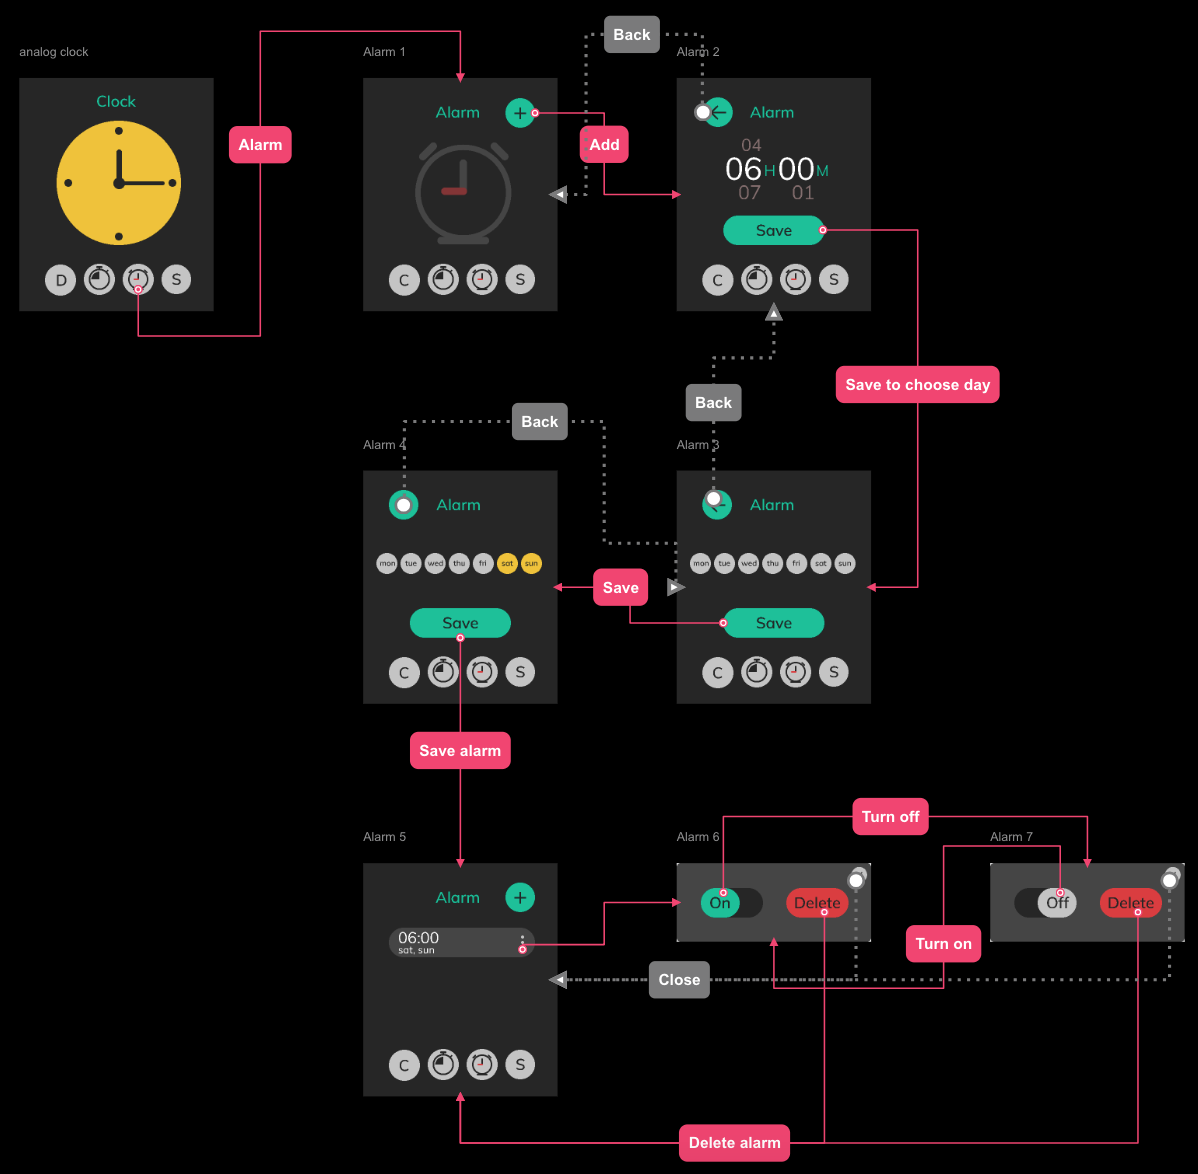 Back
analog clock
Alarm 1
Alarm 2
Clock
Alarm
Alarm
Alarm
Add
04
06 H 00 M
07 01
Save
D
S
C
S
C
S
Save to choose day
Back
Back
Alarm 4
Alarm 3
Alarm
Alarm
mon tue wed thu fri sat sun
mon tue wed thu fri sat sun
Save
Save
Save
C
S
C
S
Save alarm
Turn off
Alarm 5
Alarm 6
Alarm 7
Alarm
On
Delete
Off
Delete
06:00
sat, sun
Turn on
Close
C
S
Delete alarm